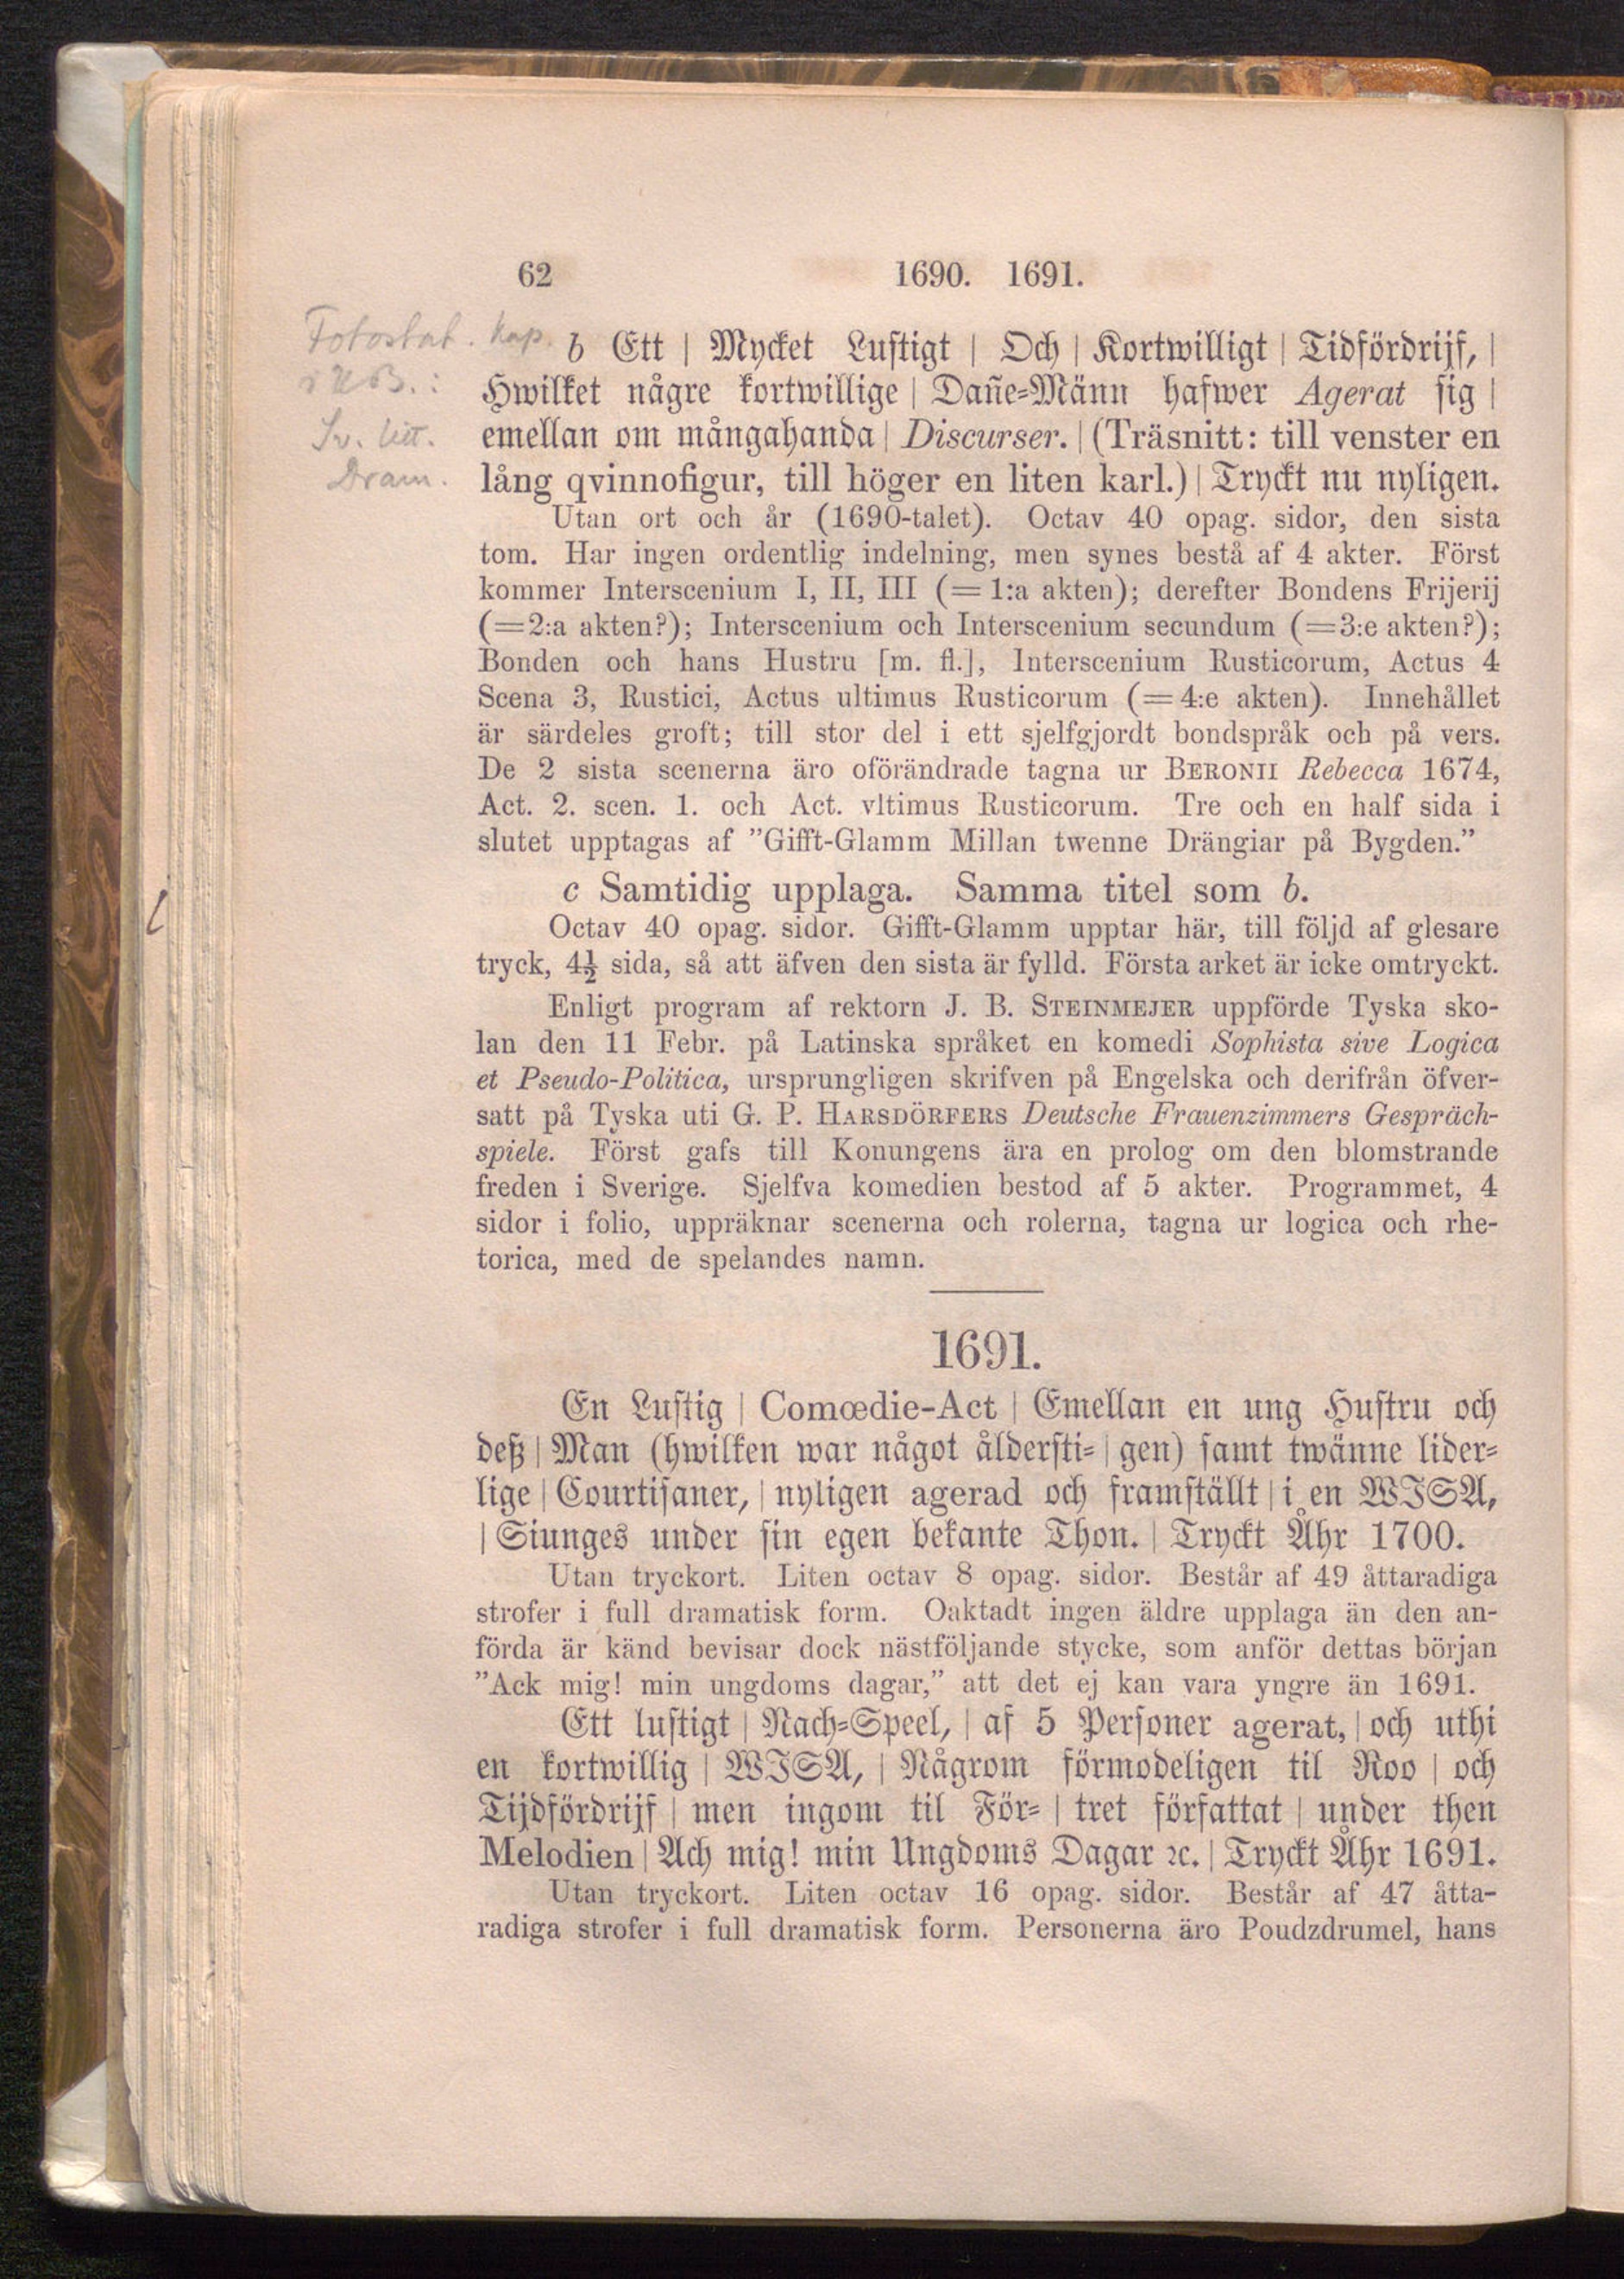 62 1690. 1691.
Fotostat. kop.
i UB.:
Sv. litt.
Dram.
b Ett | Mycket Lustigt | Och | Kortwilligt | Tidfördrijf, |
Hwilket någre kortwillige | Dañe=Männ hafwer Agerat sig |
emellan om mångahanda | Discurser. | (Träsnitt: till venster en
lång qvinnofigur, till höger en liten karl.) | Tryckt nu nyligen.
Utan ort och år (1690-talet). Octav 40 opag. sidor, den sista
tom. Har ingen ordentlig indelning, men synes bestå af 4 akter. Först
kommer Interscenium I, II, III (=1:a akten); derefter Bondens Frijerij
(=2:a akten?); Interscenium och Interscenium secundum (=3:e akten?);
Bonden och hans Hustru [m. fl.], Interscenium Rusticorum, Actus 4
Scena 3, Rustici, Actus ultimus Rusticorum (=4:e akten). Innehållet
är särdeles groft; till stor del i ett sjelfgjordt bondspråk och på vers.
De 2 sista scenerna äro oförändrade tagna ur BERONII Rebecca 1674,
Act. 2. scen. 1. och Act. vltimus Rusticorum. Tre och en half sida i
slutet upptagas af ”Gifft-Glamm Millan twenne Drängiar på Bygden.”
c Samtidig upplaga. Samma titel som b.
Octav 40 opag. sidor. Gifft-Glamm upptar här, till följd af glesare
tryck, 4½ sida, så att äfven den sista är fylld. Första arket är icke omtryckt.
Enligt program af rektorn J. B. STEINMEJER uppförde Tyska sko-
lan den 11 Febr. på Latinska språket en komedi Sophista sive Logica
et Pseudo-Politica, ursprungligen skrifven på Engelska och derifrån öfver-
satt på Tyska uti G. P. HARSDÖRFERS Deutsche Frauenzimmers Gespräch-
spiele. Först gafs till Konungens ära en prolog om den blomstrande
freden i Sverige. Sjelfva komedien bestod af 5 akter. Programmet, 4
sidor i folio, uppräknar scenerna och rolerna, tagna ur logica och rhe-
torica, med de spelandes namn.
1691.
En Lustig | Comœdie-Act | Emellan en ung Hustru och
deß | Man (hwilken war något åldersti= | gen) samt twänne lider=
lige | Courtisaner, | nyligen agerad och framställt | i en WISA,
| Siunges under sin egen bekante Thon. | Tryckt Åhr 1700.
Utan tryckort. Liten octav 8 opag. sidor. Består af 49 åttaradiga
strofer i full dramatisk form. Oaktadt ingen äldre upplaga än den an-
förda är känd bevisar dock nästföljande stycke, som anför dettas början
”Ack mig! min ungdoms dagar,” att det ej kan vara yngre än 1691.
Ett lustigt | Nach=Speel, | af 5 Personer agerat, | och uthi
en kortwillig | WISA, | Någrom förmodeligen til Roo | och
Tijdfördrijf | men ingom til För= | tret författat | under then
Melodien | Ach mig! min Ungdoms Dagar ꝛc. | Tryckt Åhr 1691.
Utan tryckort. Liten octav 16 opag. sidor. Består af 47 åtta-
radiga strofer i full dramatisk form. Personerna äro Poudzdrumel, hans